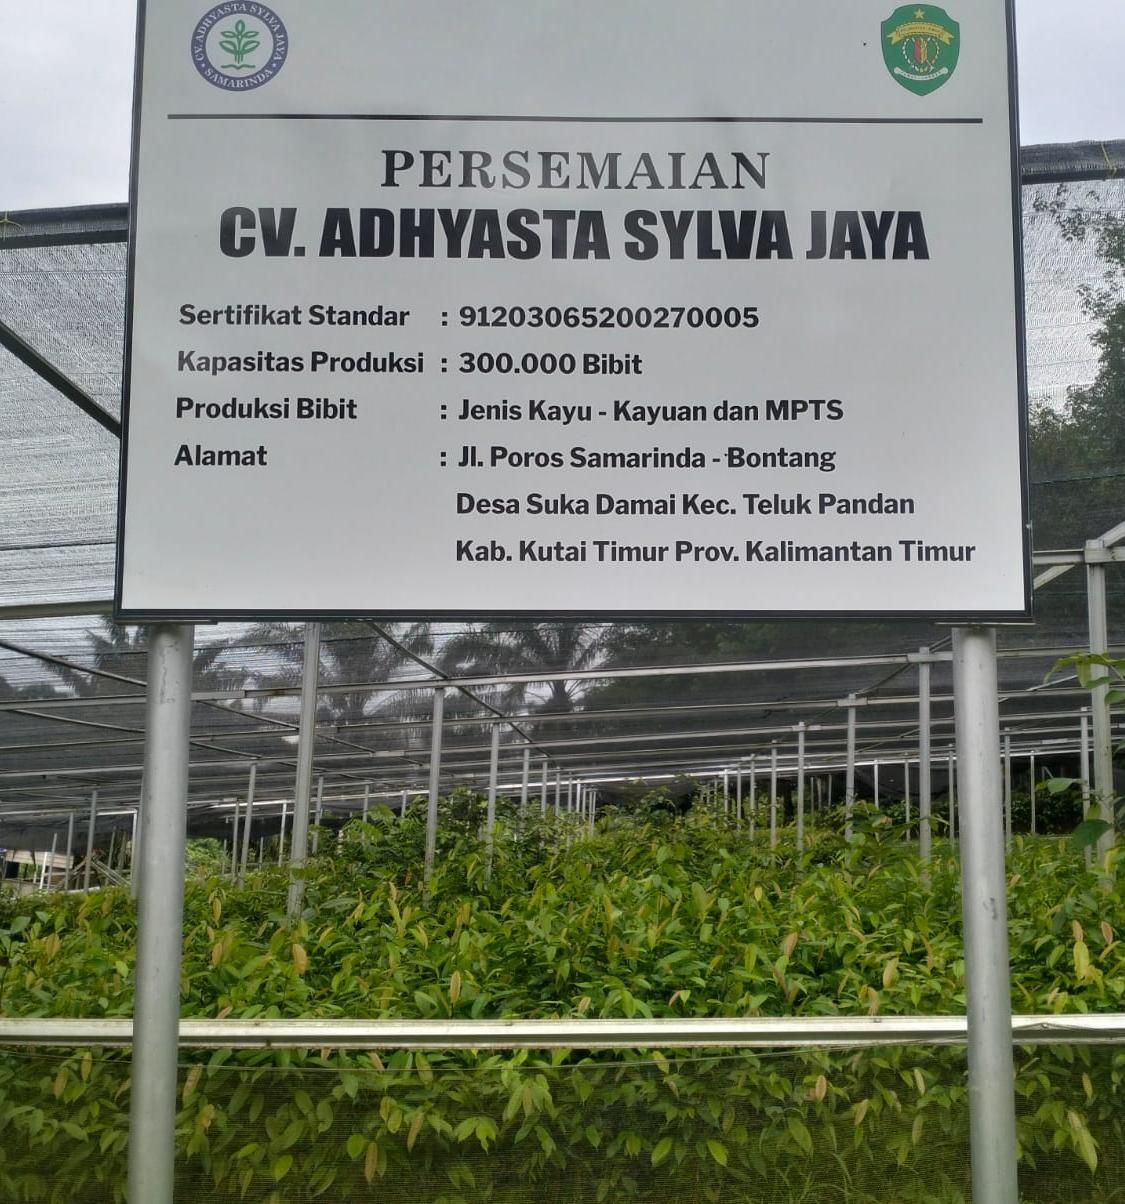 CV. ADHYASTA SYLVA JAYA
SAMARINDA
PERSEMAIAN
CV. ADHYASTA SYLVA JAYA
Sertifikat Standar : 91203065200270005
Kapasitas Produksi : 300.000 Bibit
Produksi Bibit : Jenis Kayu - Kayuan dan MPTS
Alamat : Jl. Poros Samarinda - Bontang
Desa Suka Damai Kec. Teluk Pandan
Kab. Kutai Timur Prov. Kalimantan Timur